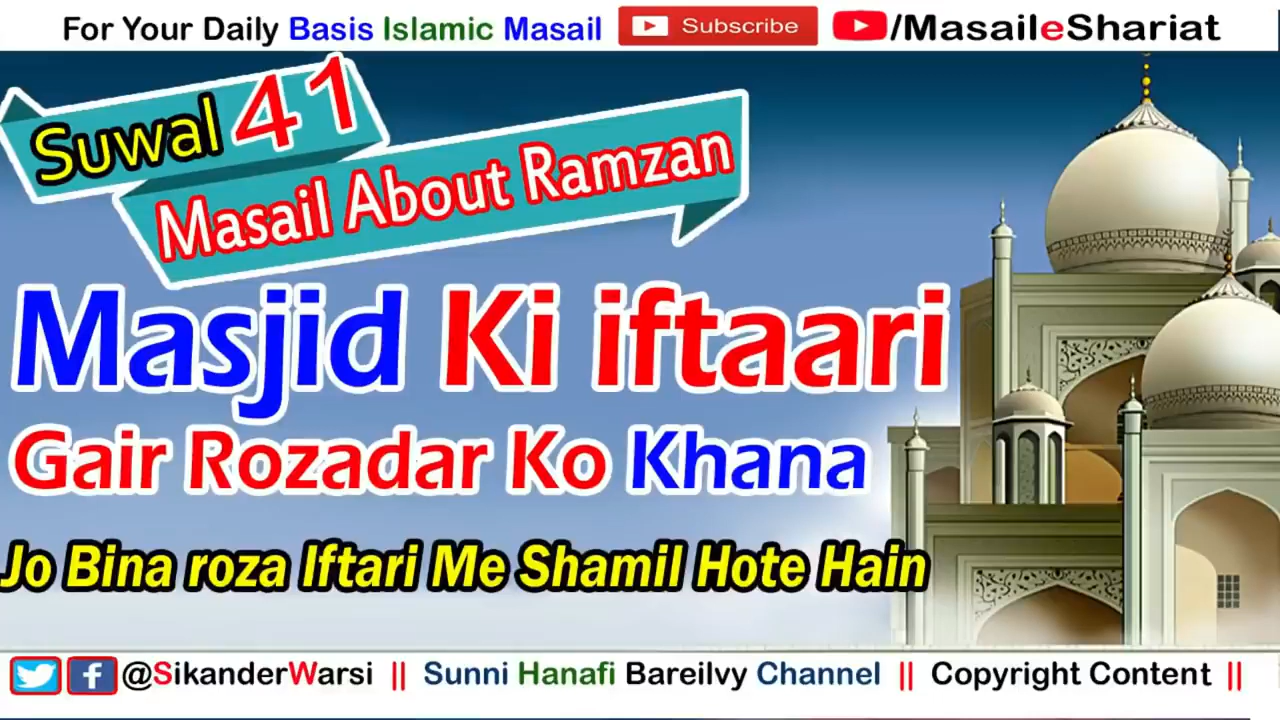 For Your Daily Basis Islamic Masail Subscribe /MasaileShariat
Suwal 41
Masail About Ramzan
Masjid Ki iftaari
Gair Rozadar Ko Khana
Jo Bina roza Iftari Me Shamil Hote Hain
@SikanderWarsi || Sunni Hanafi Bareilvy Channel || Copyright Content ||